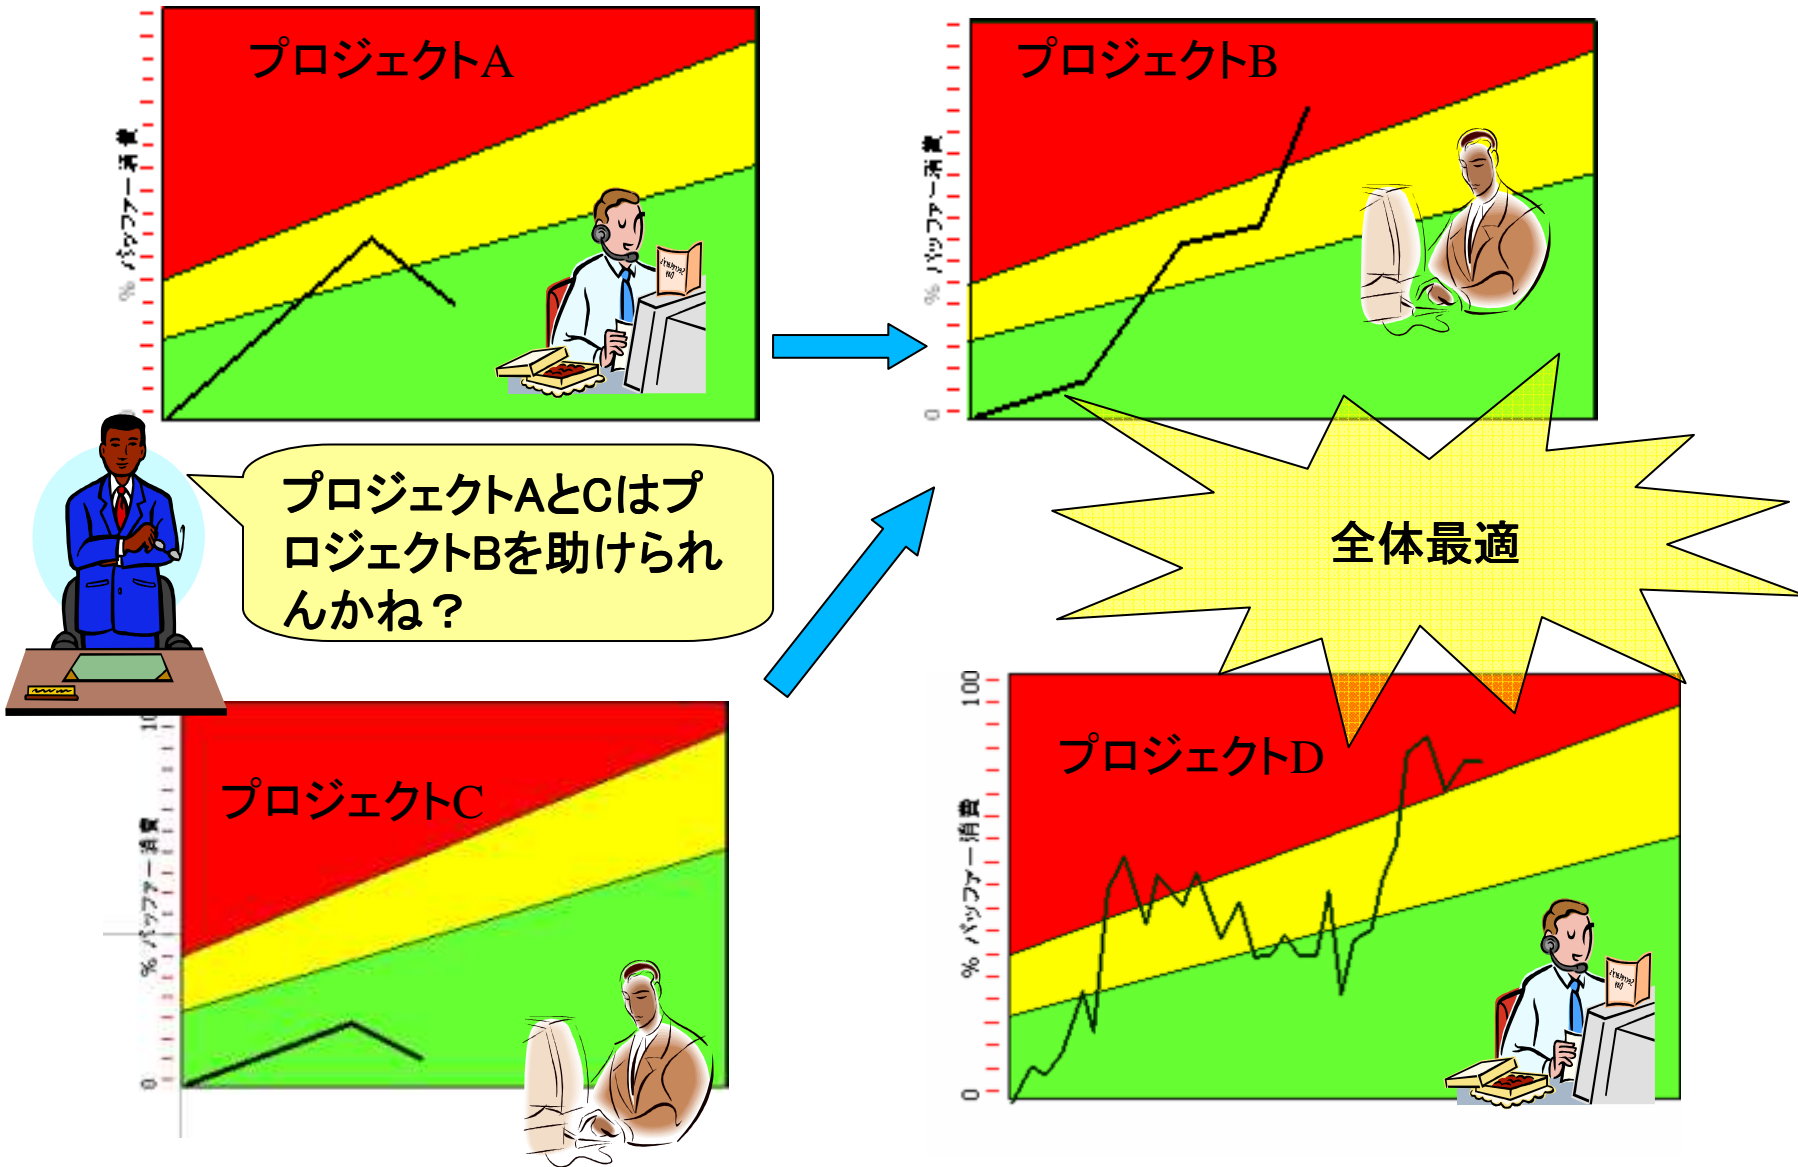 プロジェクトA
% バッファー消費
プロジェクトB
% バッファー消費
0
プロジェクトAとCはプ
ロジェクトBを助けられ
んかね？
全体最適
プロジェクトC
% バッファー消費
0
プロジェクトD
100
% バッファー消費
0